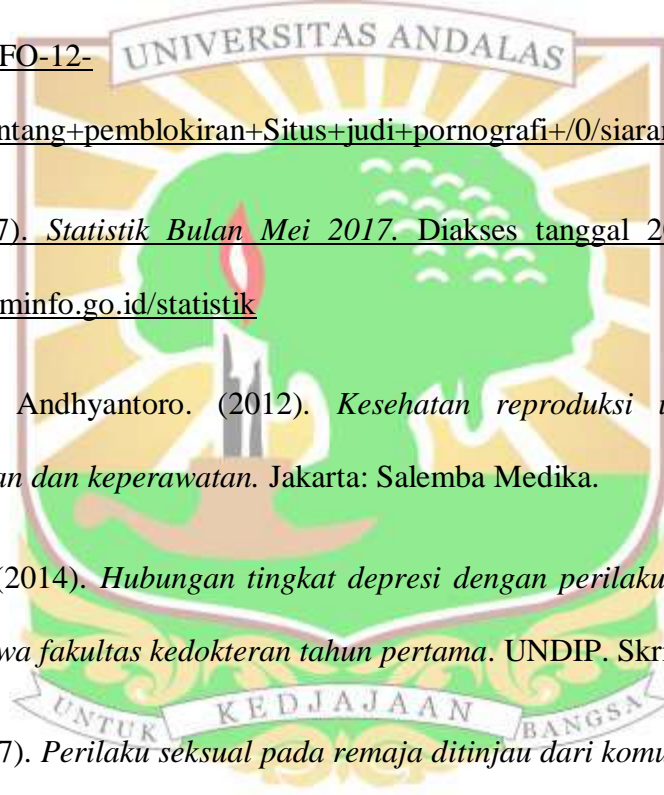 UNIVERSITAS ANDALAS
FO-12-
ntang+pemblokiran+Situs+judi+pornografi+/0/siaran
7). Statistik Bulan Mei 2017. Diakses tanggal 2
minfo.go.id/statistik
Andhyantoro. (2012). Kesehatan reproduksi u
an dan keperawatan. Jakarta: Salemba Medika.
(2014). Hubungan tingkat depresi dengan perilaku
wa fakultas kedokteran tahun pertama. UNDIP. Skri
UNTUK KEDJAJAAN BANGSA
7). Perilaku seksual pada remaja ditinjau dari komu